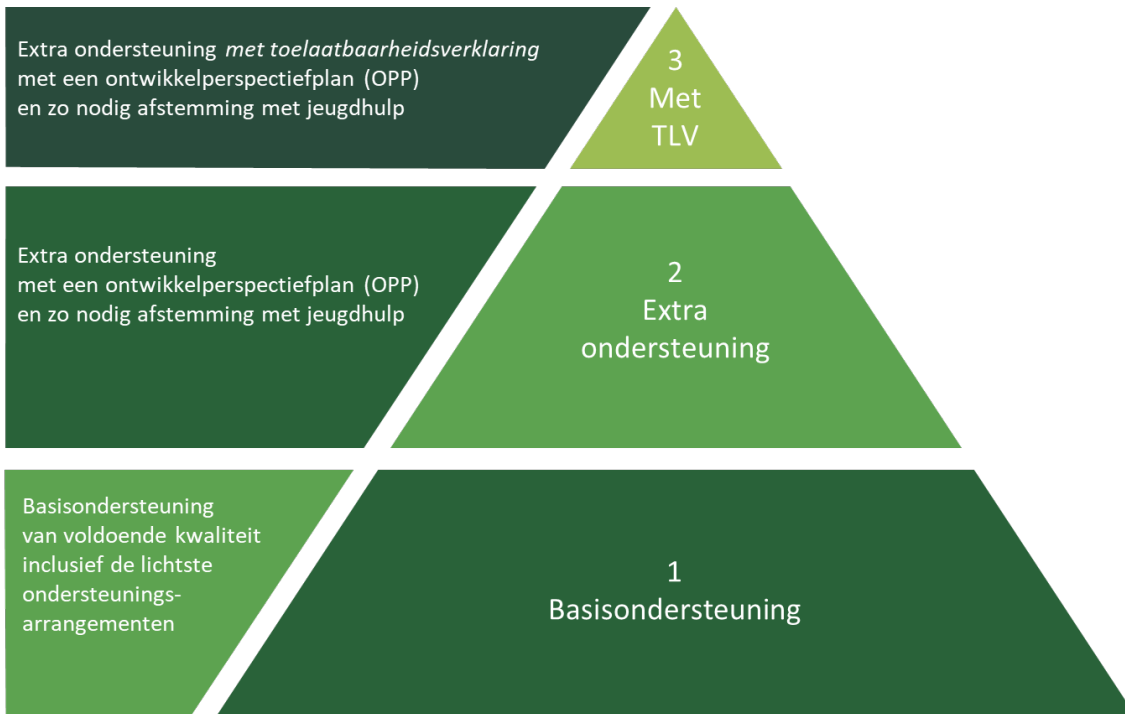 Extra ondersteuning met toelaatbaarheidsverklaring
met een ontwikkelperspectiefplan (OPP)
en zo nodig afstemming met jeugdhulp
3
Met
TLV
Extra ondersteuning
met een ontwikkelperspectiefplan (OPP)
en zo nodig afstemming met jeugdhulp
2
Extra
ondersteuning
Basisondersteuning
van voldoende kwaliteit
inclusief de lichtste
ondersteunings-
arrangementen
1
Basisondersteuning